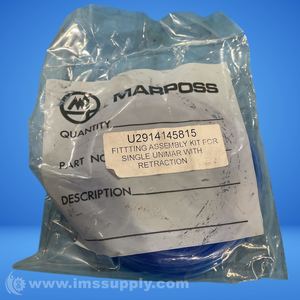 MARPOSS
QUANTITY
U2914145815
FITTTING ASSEMBLY KIT FOR
SINGLE UNIMAR WITH
RETRACTION
PART NO
DESCRIPTION
© www.imssupply.com